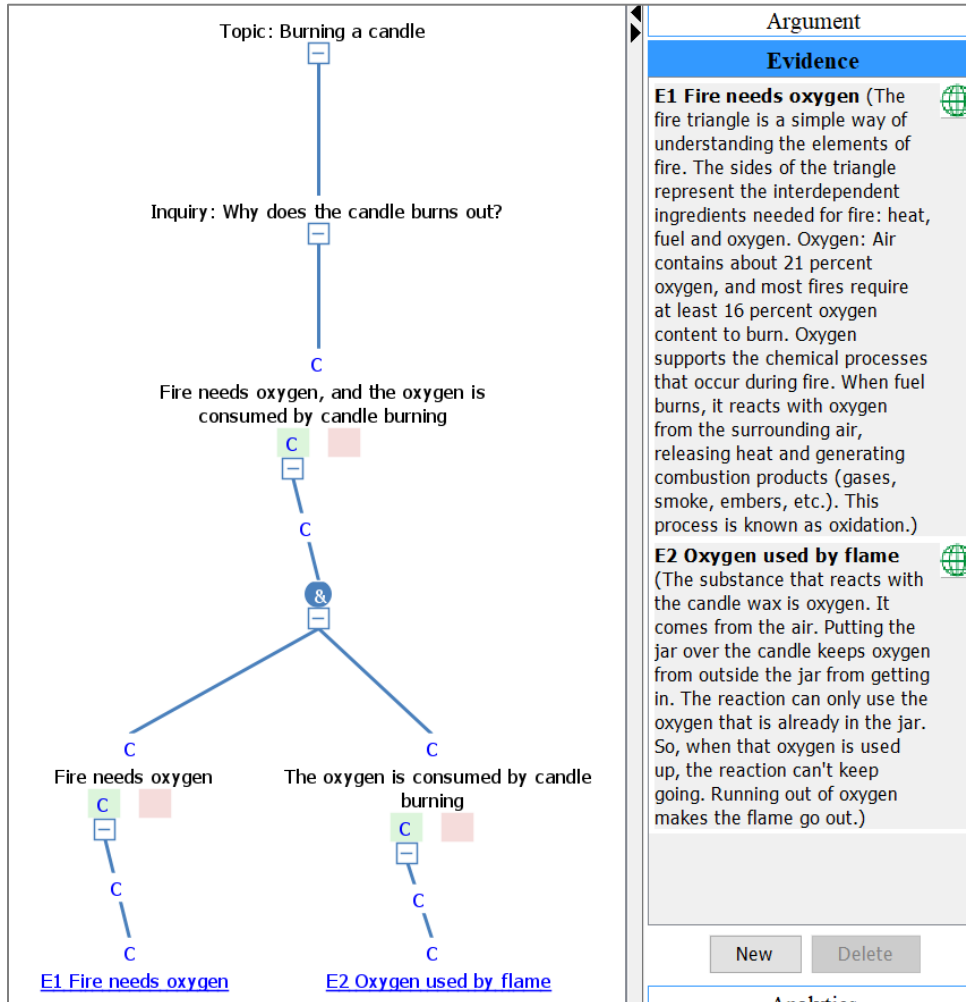 Topic: Burning a candle
Inquiry: Why does the candle burns out?
C
Fire needs oxygen, and the oxygen is
consumed by candle burning
C
C
&
C
Fire needs oxygen
C
C
C
E1 Fire needs oxygen
C
The oxygen is consumed by candle
burning
C
C
C
E2 Oxygen used by flame
Argument
Evidence
E1 Fire needs oxygen (The
fire triangle is a simple way of
understanding the elements of
fire. The sides of the triangle
represent the interdependent
ingredients needed for fire: heat,
fuel and oxygen. Oxygen: Air
contains about 21 percent
oxygen, and most fires require
at least 16 percent oxygen
content to burn. Oxygen
supports the chemical processes
that occur during fire. When fuel
burns, it reacts with oxygen
from the surrounding air,
releasing heat and generating
combustion products (gases,
smoke, embers, etc.). This
process is known as oxidation.)
E2 Oxygen used by flame
(The substance that reacts with
the candle wax is oxygen. It
comes from the air. Putting the
jar over the candle keeps oxygen
from outside the jar from getting
in. The reaction can only use the
oxygen that is already in the jar.
So, when that oxygen is used
up, the reaction can't keep
going. Running out of oxygen
makes the flame go out.)
New
Delete